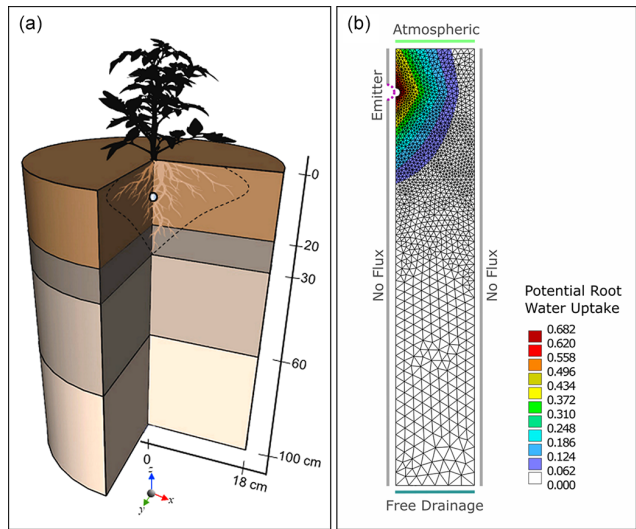 (a)
0
20
30
60
100 cm
0
18 cm
z
x
y
(b)
Atmospheric
Emitter
No Flux
No Flux
Potential Root
Water Uptake
0.682
0.620
0.558
0.496
0.434
0.372
0.310
0.248
0.186
0.124
0.062
0.000
Free Drainage